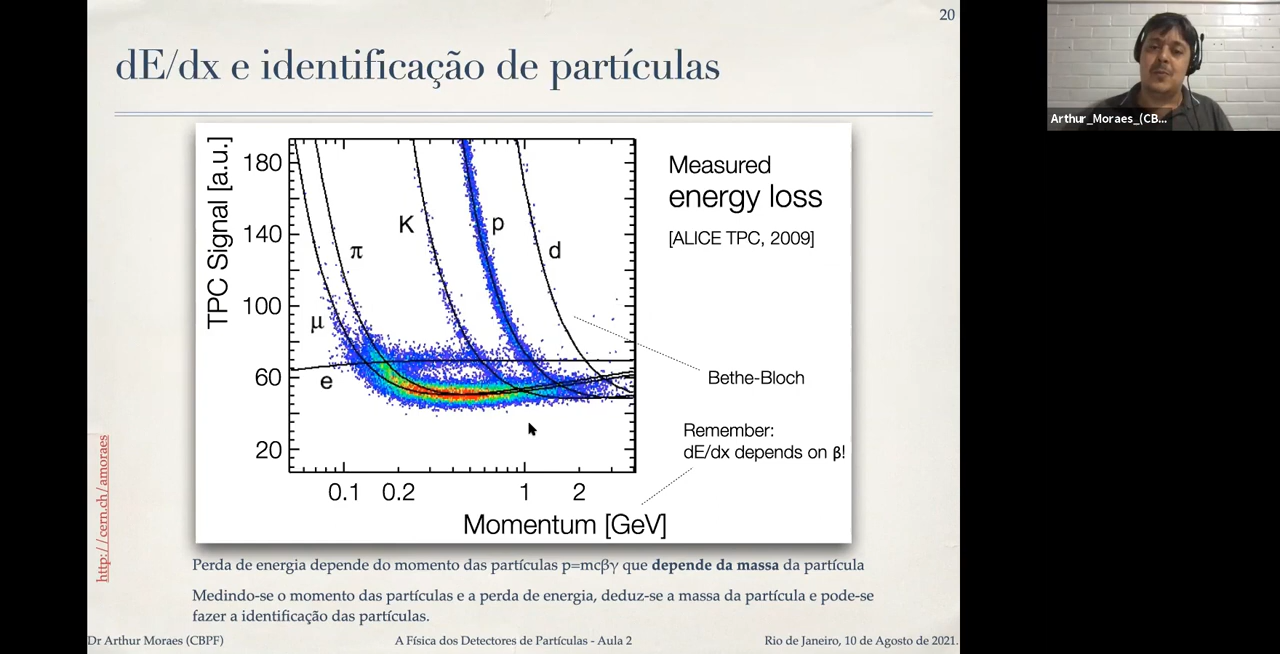 20
dE/dx e identificação de partículas
Arthur_Moraes_(CB...
TPC Signal [a.u.]
180
140
100
60
20
μ
π
K
p
d
e
0.1 0.2 1 2
Momentum [GeV]
Measured
energy loss
[ALICE TPC, 2009]
Bethe-Bloch
Remember:
dE/dx depends on β!
http://cern.ch/amoraes
Perda de energia depende do momento das partículas p=mcβγ que depende da massa da partícula
Medindo-se o momento das partículas e a perda de energia, deduz-se a massa da partícula e pode-se
fazer a identificação das partículas.
Dr Arthur Moraes (CBPF) A Física dos Detectores de Partículas - Aula 2 Rio de Janeiro, 10 de Agosto de 2021.